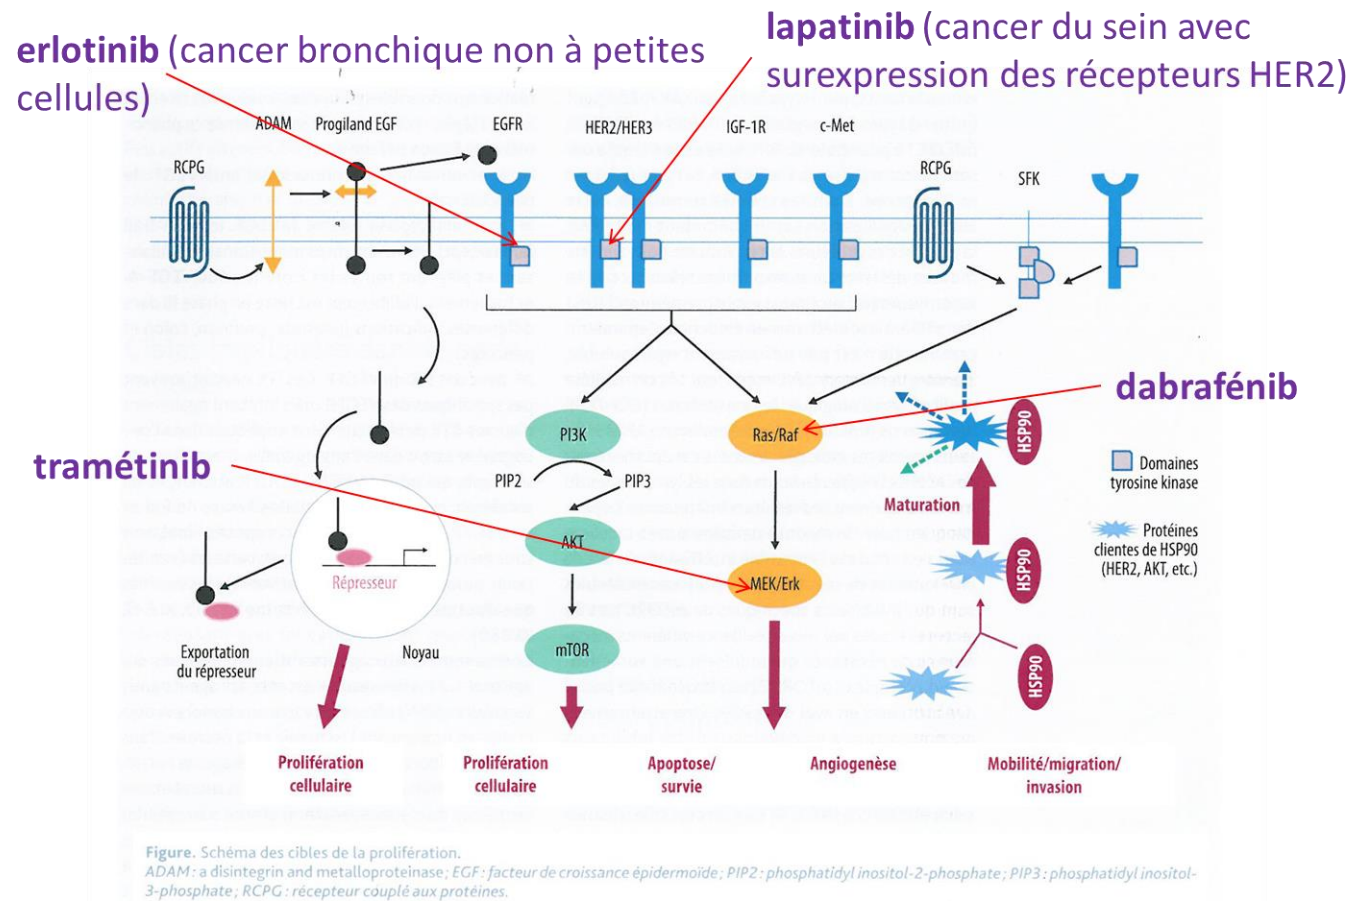 erlotinib (cancer bronchique non à petites
cellules)
lapatinib (cancer du sein avec
surexpression des récepteurs HER2)
ADAM
Progiland EGF
EGFR
HER2/HER3
IGF-1R
c-Met
RCPG
RCPG
SFK
dabrafénib
tramétinib
PI3K
Ras/Raf
HSP90
PIP2
PIP3
Maturation
Domaines
tyrosine kinase
AKT
MEK/Erk
HSP90
Protéines
clientes de HSP90
(HER2, AKT, etc.)
Répresseur
Exportation
du répresseur
Noyau
mTOR
HSP90
Prolifération
cellulaire
Prolifération
cellulaire
Apoptose/
survie
Angiogenèse
Mobilité/migration/
invasion
Figure. Schéma des cibles de la prolifération.
ADAM : a disintegrin and metalloproteinase ; EGF : facteur de croissance épidermoïde ; PIP2 : phosphatidyl inositol-2-phosphate ; PIP3 : phosphatidyl inositol-
3-phosphate ; RCPG : récepteur couplé aux protéines.